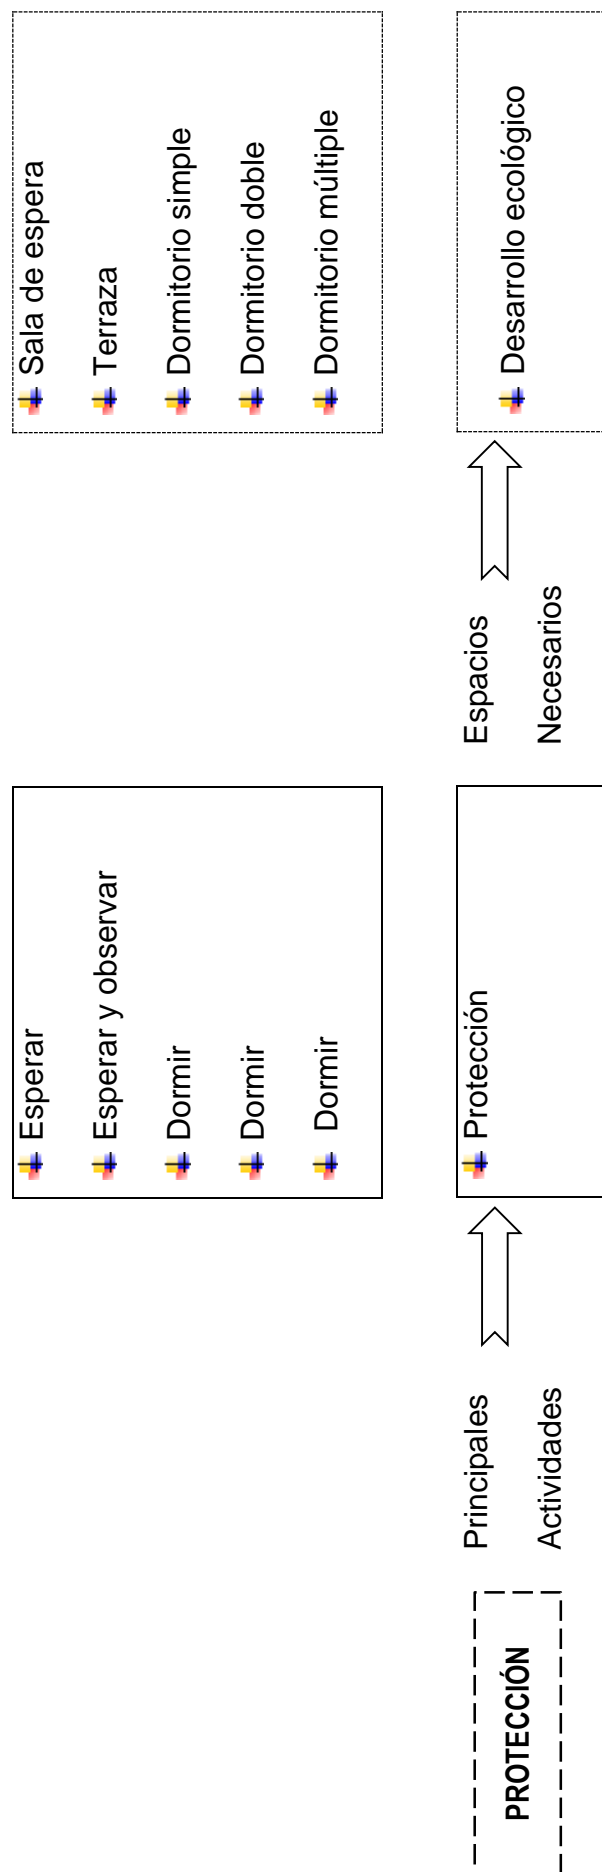 Esperar
Esperar y observar
Dormir
Dormir
Dormir
Sala de espera
Terraza
Dormitorio simple
Dormitorio doble
Dormitorio múltiple
PROTECCIÓN
Principales
Actividades
Protección
Espacios
Necesarios
Desarrollo ecológico